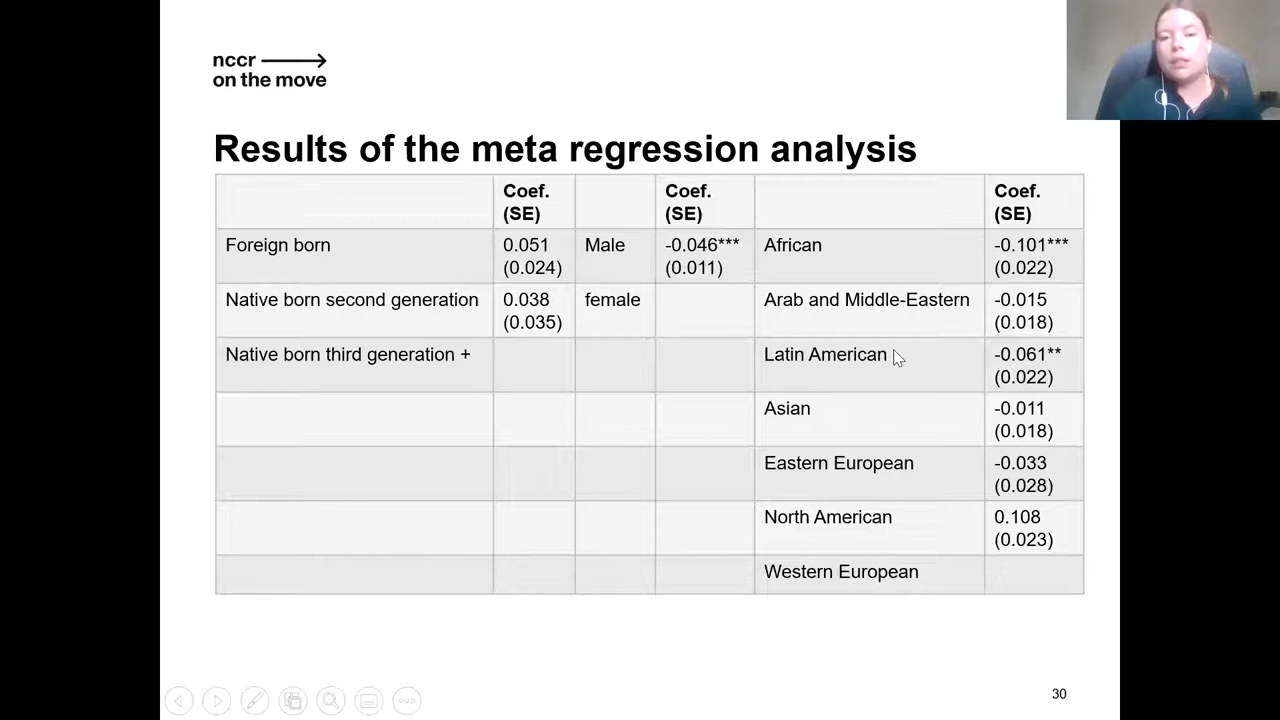 nccr
on the move
Results of the meta regression analysis
Coef. (SE) Coef. (SE) Coef. (SE)
Foreign born 0.051 (0.024) Male -0.046*** (0.011) African -0.101*** (0.022)
Native born second generation 0.038 (0.035) female Arab and Middle-Eastern -0.015 (0.018)
Native born third generation + Latin American -0.061** (0.022)
Asian -0.011 (0.018)
Eastern European -0.033 (0.028)
North American 0.108 (0.023)
Western European
30